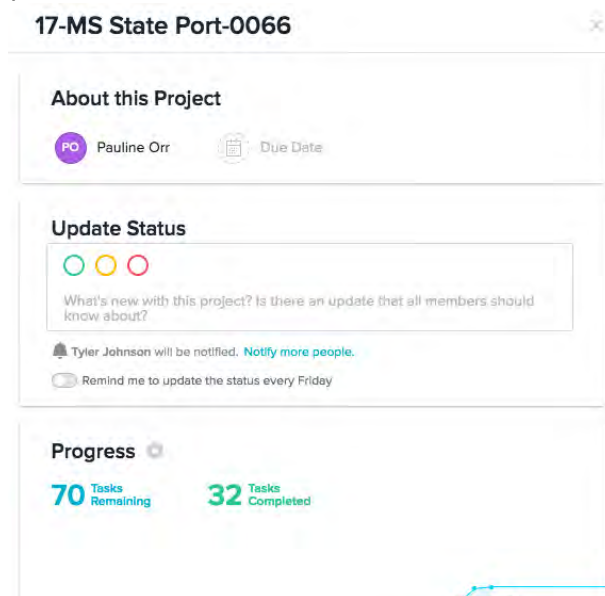 17-MS State Port-0066
About this Project
PO Pauline Orr Due Date
Update Status
What's new with this project? Is there an update that all members should
know about?
Tyler Johnson will be notified. Notify more people.
Remind me to update the status every Friday
Progress
70 Tasks Remaining 32 Tasks Completed